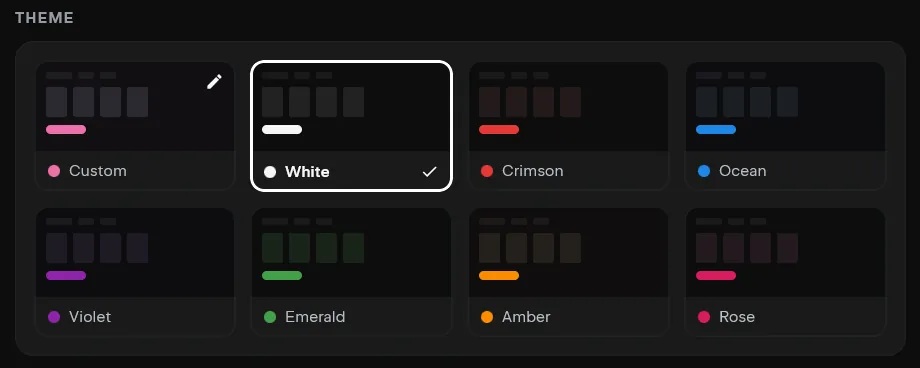 THEME
Custom
White
Crimson
Ocean
Violet
Emerald
Amber
Rose